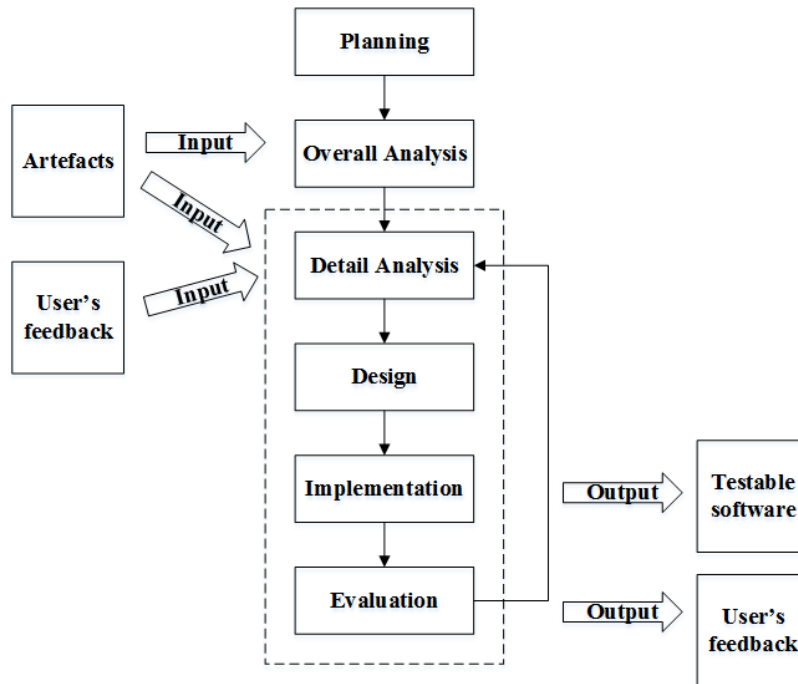 Planning
Artefacts
Input
Overall Analysis
Input
User's
feedback
Input
Detail Analysis
Design
Implementation
Evaluation
Output
Testable
software
Output
User's
feedback